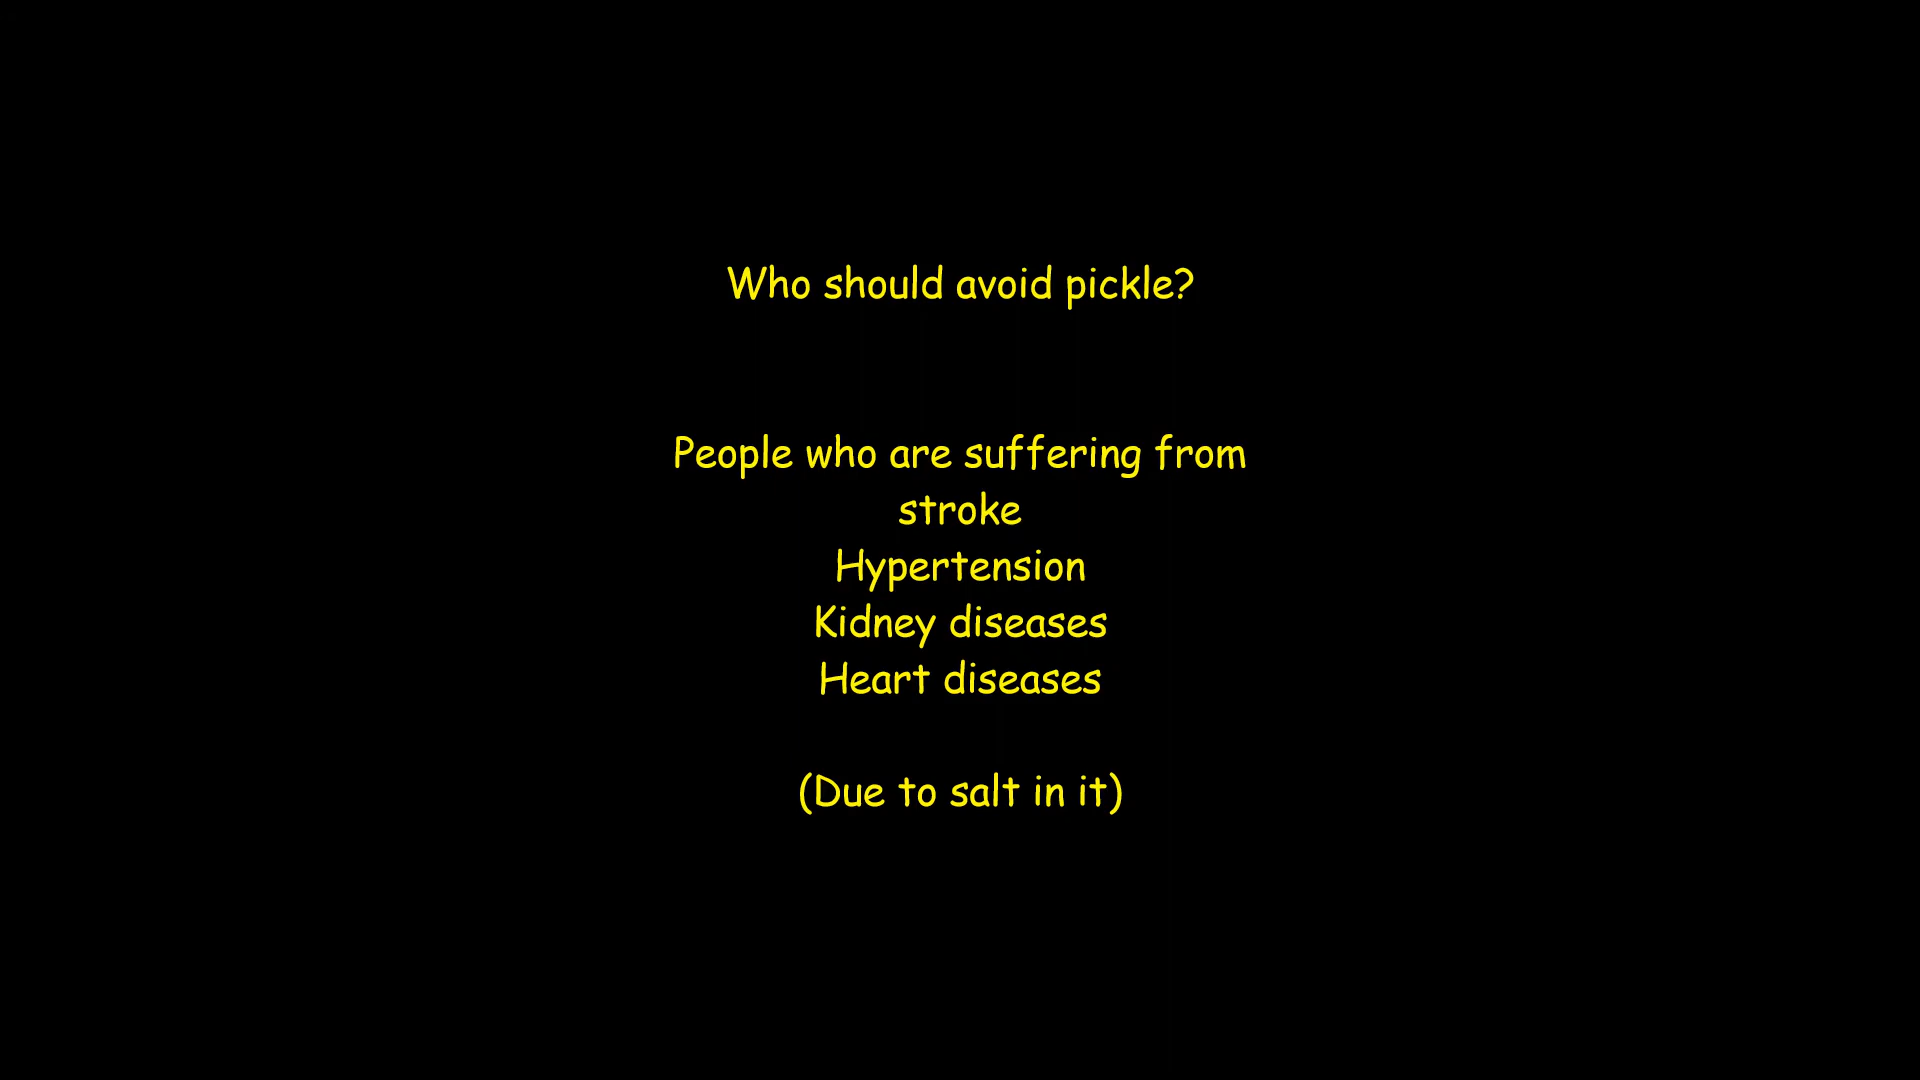 Who should avoid pickle?
People who are suffering from
stroke
Hypertension
Kidney diseases
Heart diseases
(Due to salt in it)